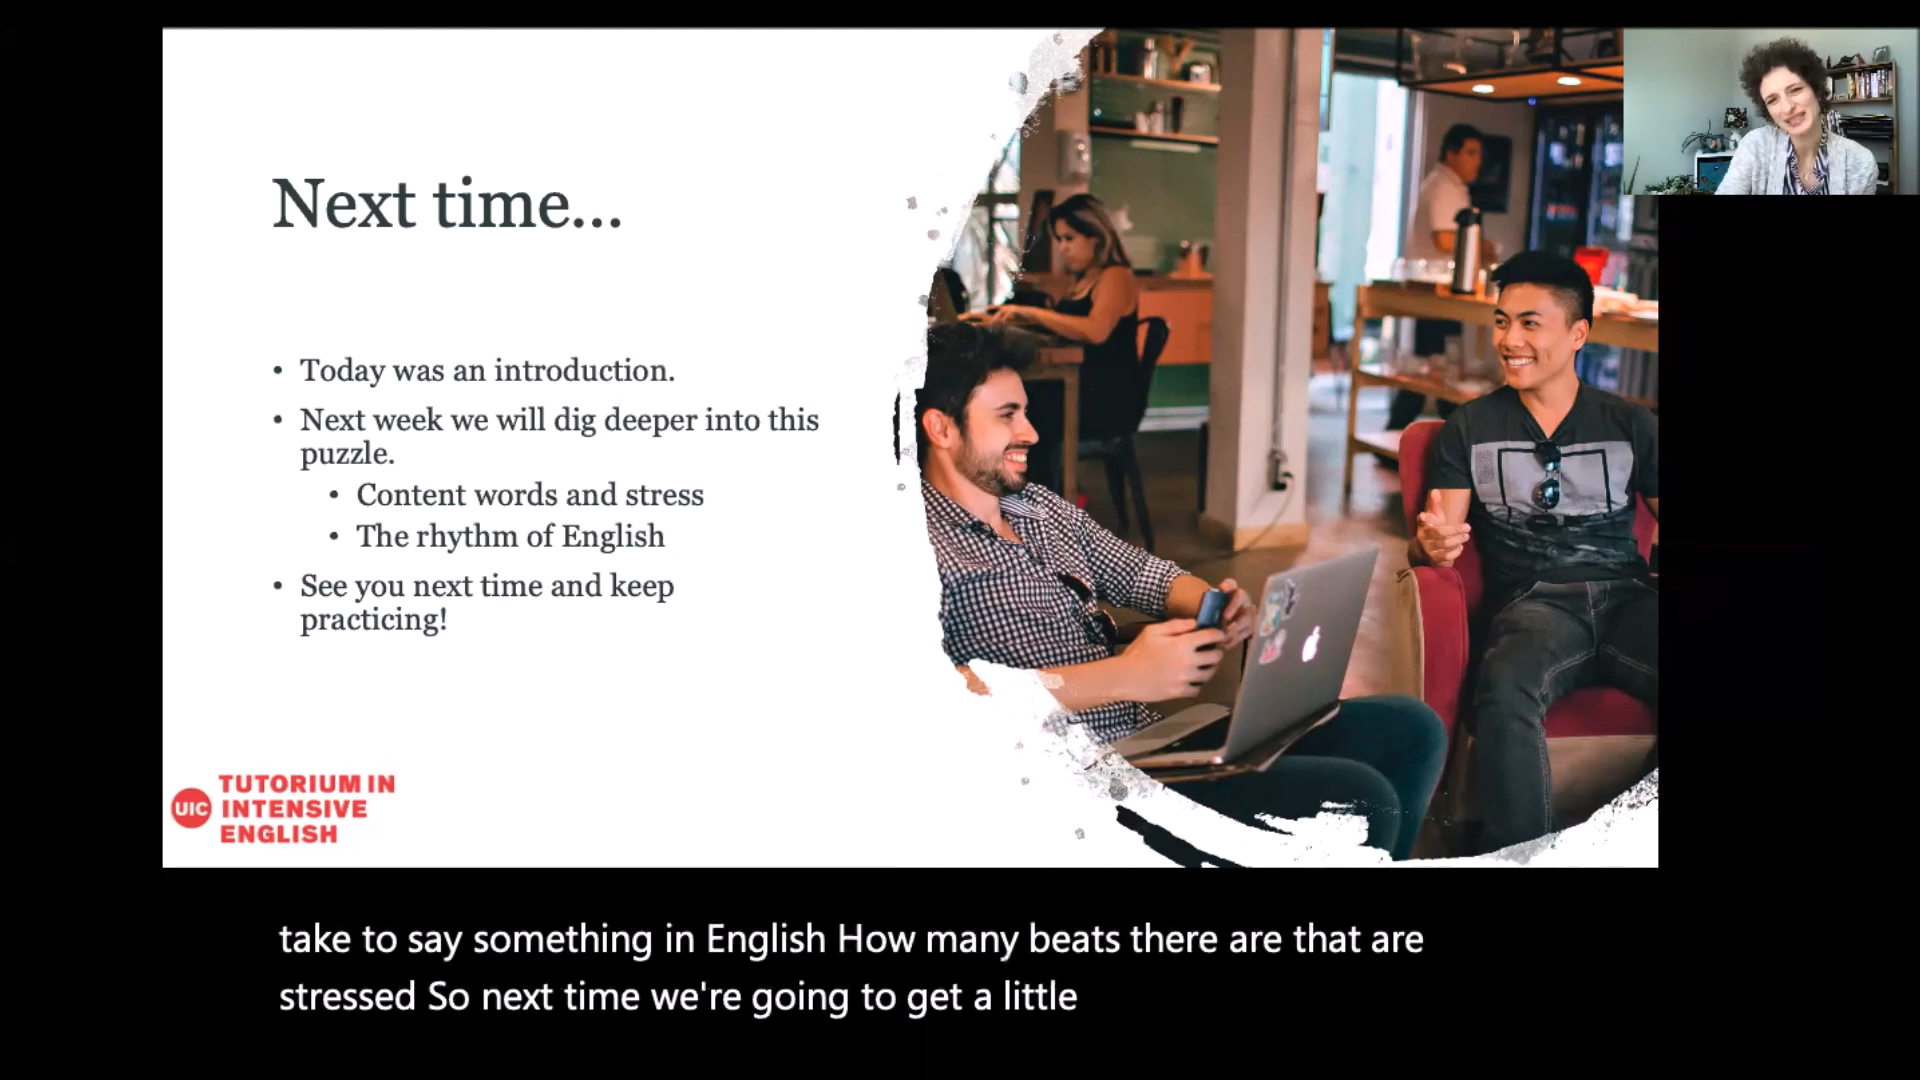 Next time...
• Today was an introduction.
• Next week we will dig deeper into this
puzzle.
• Content words and stress
• The rhythm of English
• See you next time and keep
practicing!
UIC
TUTORIUM IN
INTENSIVE
ENGLISH
take to say something in English How many beats there are that are
stressed So next time we're going to get a little